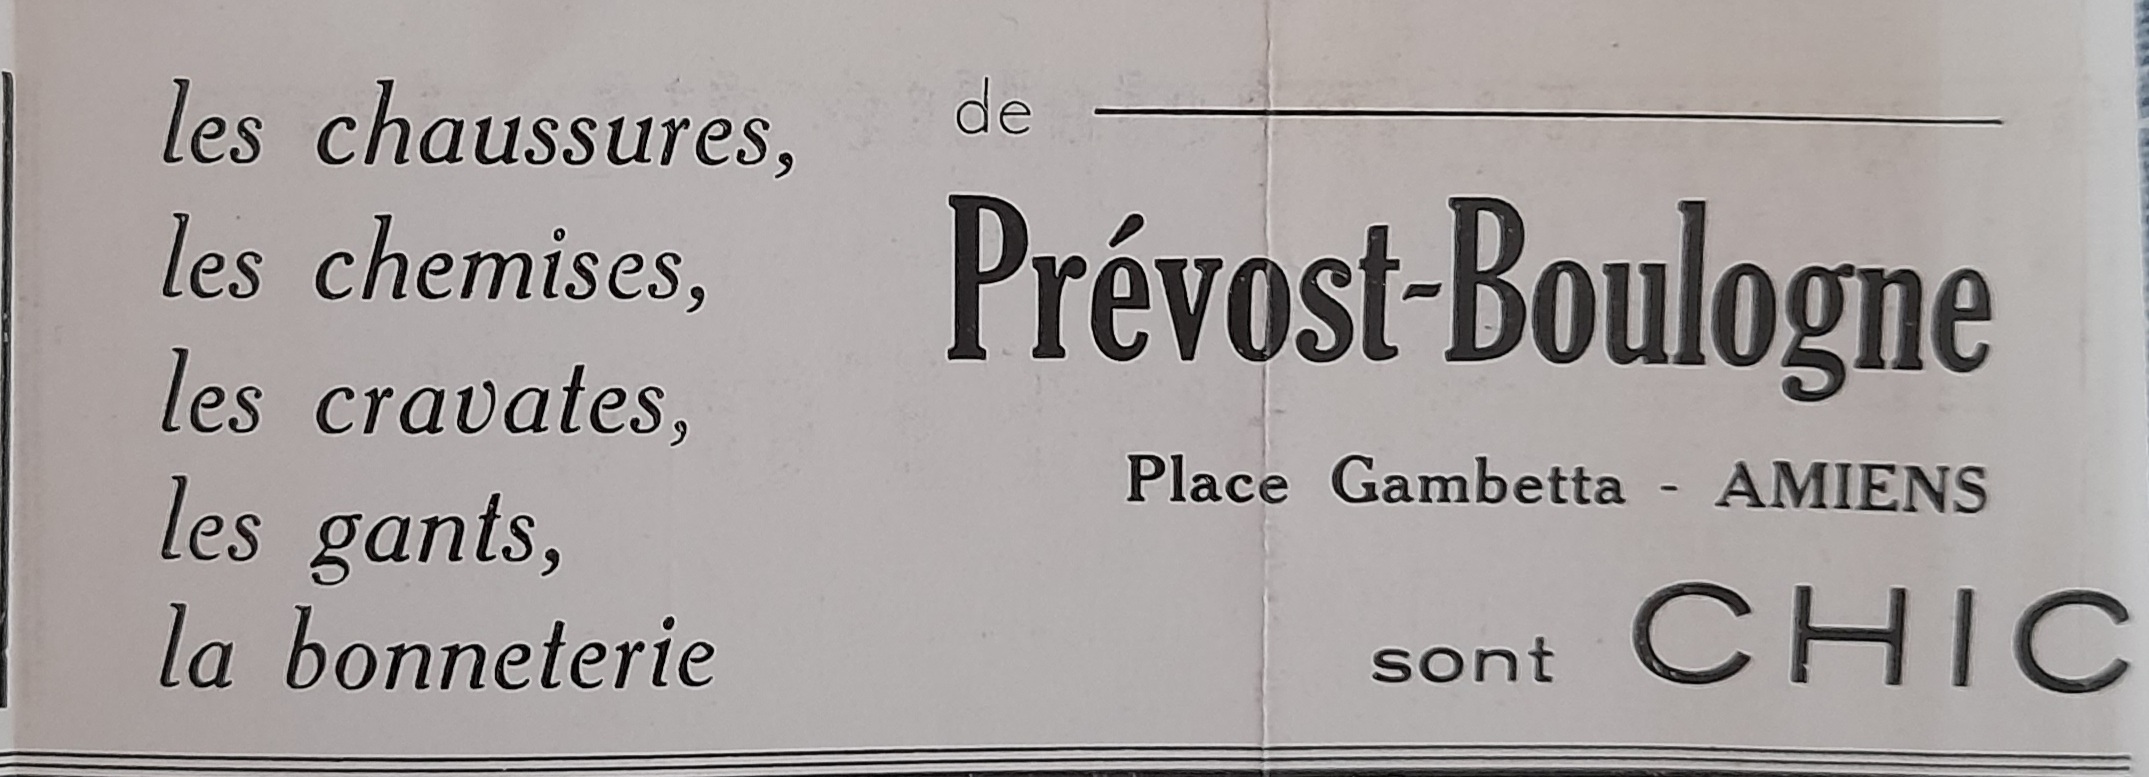 les chaussures,
les chemises,
les cravates,
les gants,
la bonneterie
de
Prévost-Boulogne
Place Gambetta - AMIENS
sont CHIC